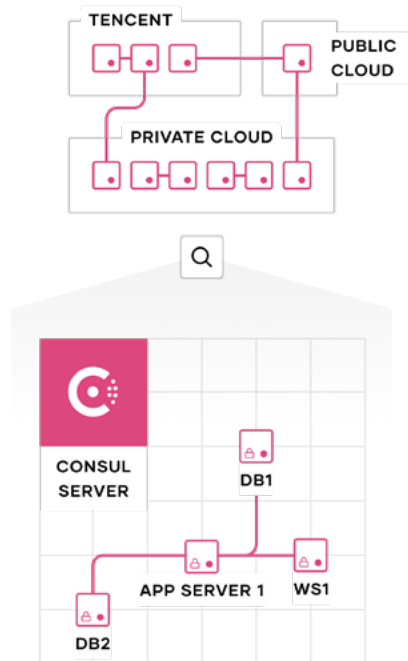 TENCENT
PUBLIC
CLOUD
PRIVATE CLOUD
CONSUL
SERVER
DB1
APP SERVER 1
WS1
DB2